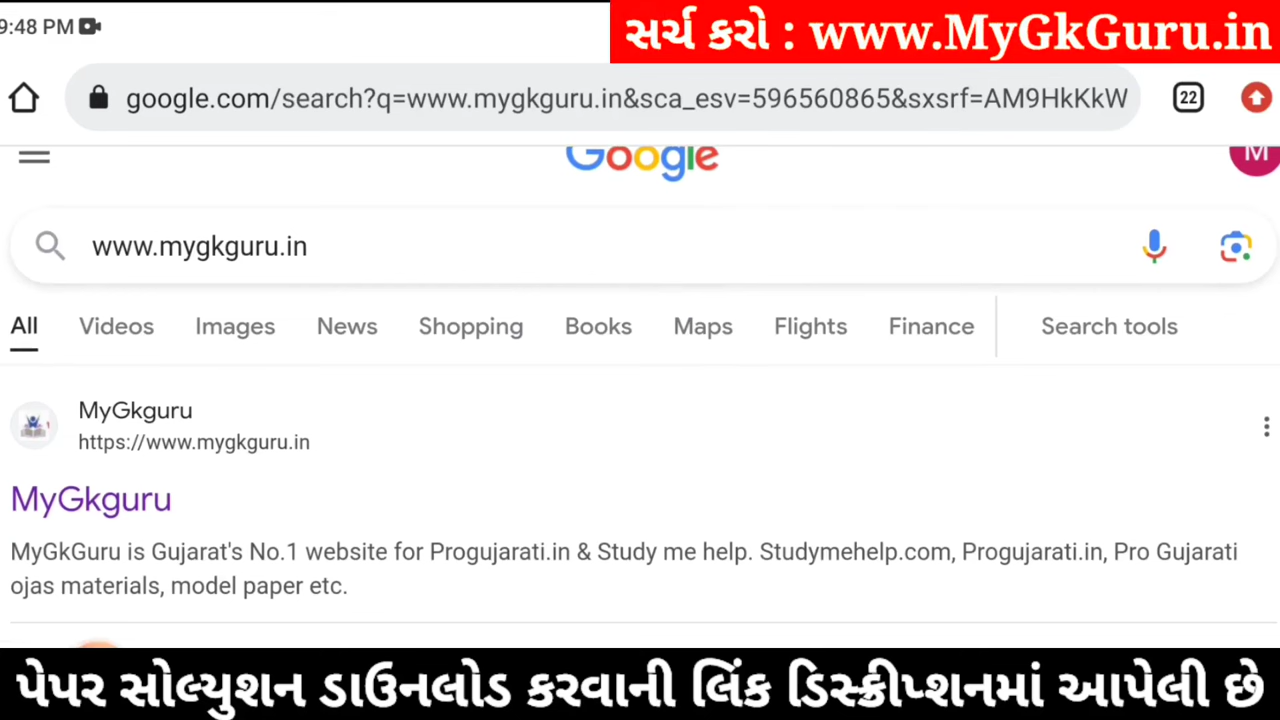 9:48 PM
સર્ચ કરો : www.MyGkGuru.in
google.com/search?q=www.mygkguru.in&sca_esv=596560865&sxsrf=AM9HkKkW
22
Google
M
www.mygkguru.in
All Videos Images News Shopping Books Maps Flights Finance Search tools
MyGkguru
https://www.mygkguru.in
MyGkguru
MyGkGuru is Gujarat's No.1 website for Progujarati.in & Study me help. Studymehelp.com, Progujarati.in, Pro Gujarati
ojas materials, model paper etc.
પેપર સોલ્યુશન ડાઉનલોડ કરવાની લિંક ડિસ્ક્રીપ્શનમાં આપેલી છે